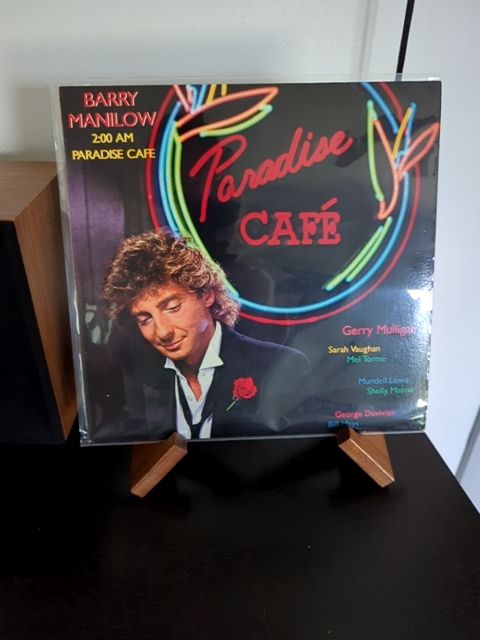 BARRY
MANILOW
2:00 AM
PARADISE CAFE
Paradise
CAFÉ
Gerry Mulligan
Sarah Vaughan
Mel Tormé
Mundell Lowe
Shelly Manne
George Duvivier
Bill Mays